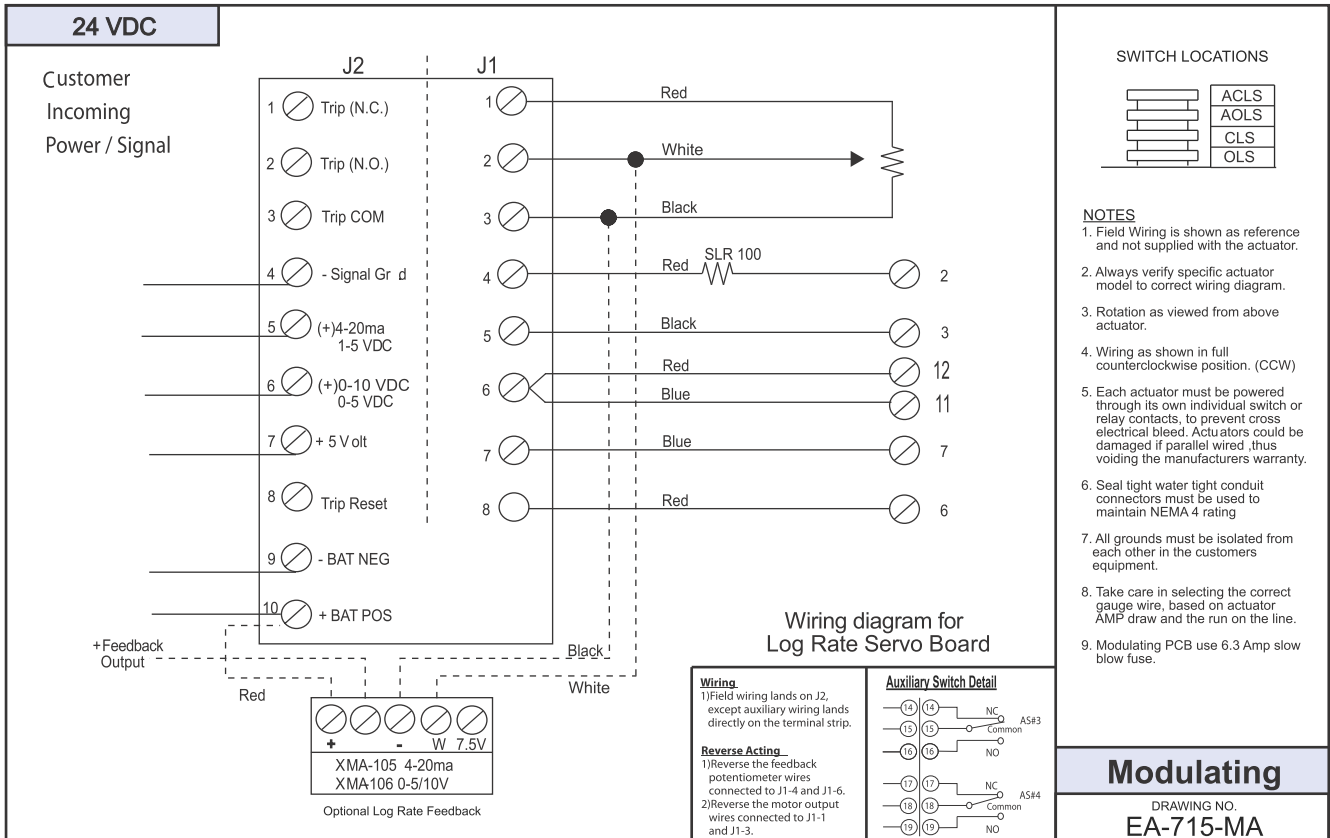 24 VDC
Customer
Incoming
Power / Signal
J2
J1
1 Trip (N.C.)
2 Trip (N.O.)
3 Trip COM
4 - Signal Gr d
5 (+)4-20ma
1-5 VDC
6 (+)0-10 VDC
0-5 VDC
7 + 5 V olt
8 Trip Reset
9 - BAT NEG
10 + BAT POS
1 Red
2 White
3 Black
4 Red SLR 100 2
5 Black 3
6 Red 12
Blue 11
7 Blue 7
8 Red 6
+Feedback
Output
Red
Black
White
+ - W 7.5V
XMA-105 4-20ma
XMA-106 0-5/10V
Optional Log Rate Feedback
Wiring diagram for
Log Rate Servo Board
Wiring
1)Field wiring lands on J2,
except auxiliary wiring lands
directly on the terminal strip.
Reverse Acting
1)Reverse the feedback
potentiometer wires
connected to J1-4 and J1-6.
2)Reverse the motor output
wires connected to J1-1
and J1-3.
Auxiliary Switch Detail
14 14 NC
AS#3
15 15 Common
16 16 NO
17 17 NC
AS#4
18 18 Common
19 19 NO
SWITCH LOCATIONS
ACLS
AOLS
CLS
OLS
NOTES
1. Field Wiring is shown as reference
and not supplied with the actuator.
2. Always verify specific actuator
model to correct wiring diagram.
3. Rotation as viewed from above
actuator.
4. Wiring as shown in full
counterclockwise position. (CCW)
5. Each actuator must be powered
through its own individual switch or
relay contacts, to prevent cross
electrical bleed. Actuators could be
damaged if parallel wired ,thus
voiding the manufacturers warranty.
6. Seal tight water tight conduit
connectors must be used to
maintain NEMA 4 rating
7. All grounds must be isolated from
each other in the customers
equipment.
8. Take care in selecting the correct
gauge wire, based on actuator
AMP draw and the run on the line.
9. Modulating PCB use 6.3 Amp slow
blow fuse.
Modulating
DRAWING NO.
EA-715-MA